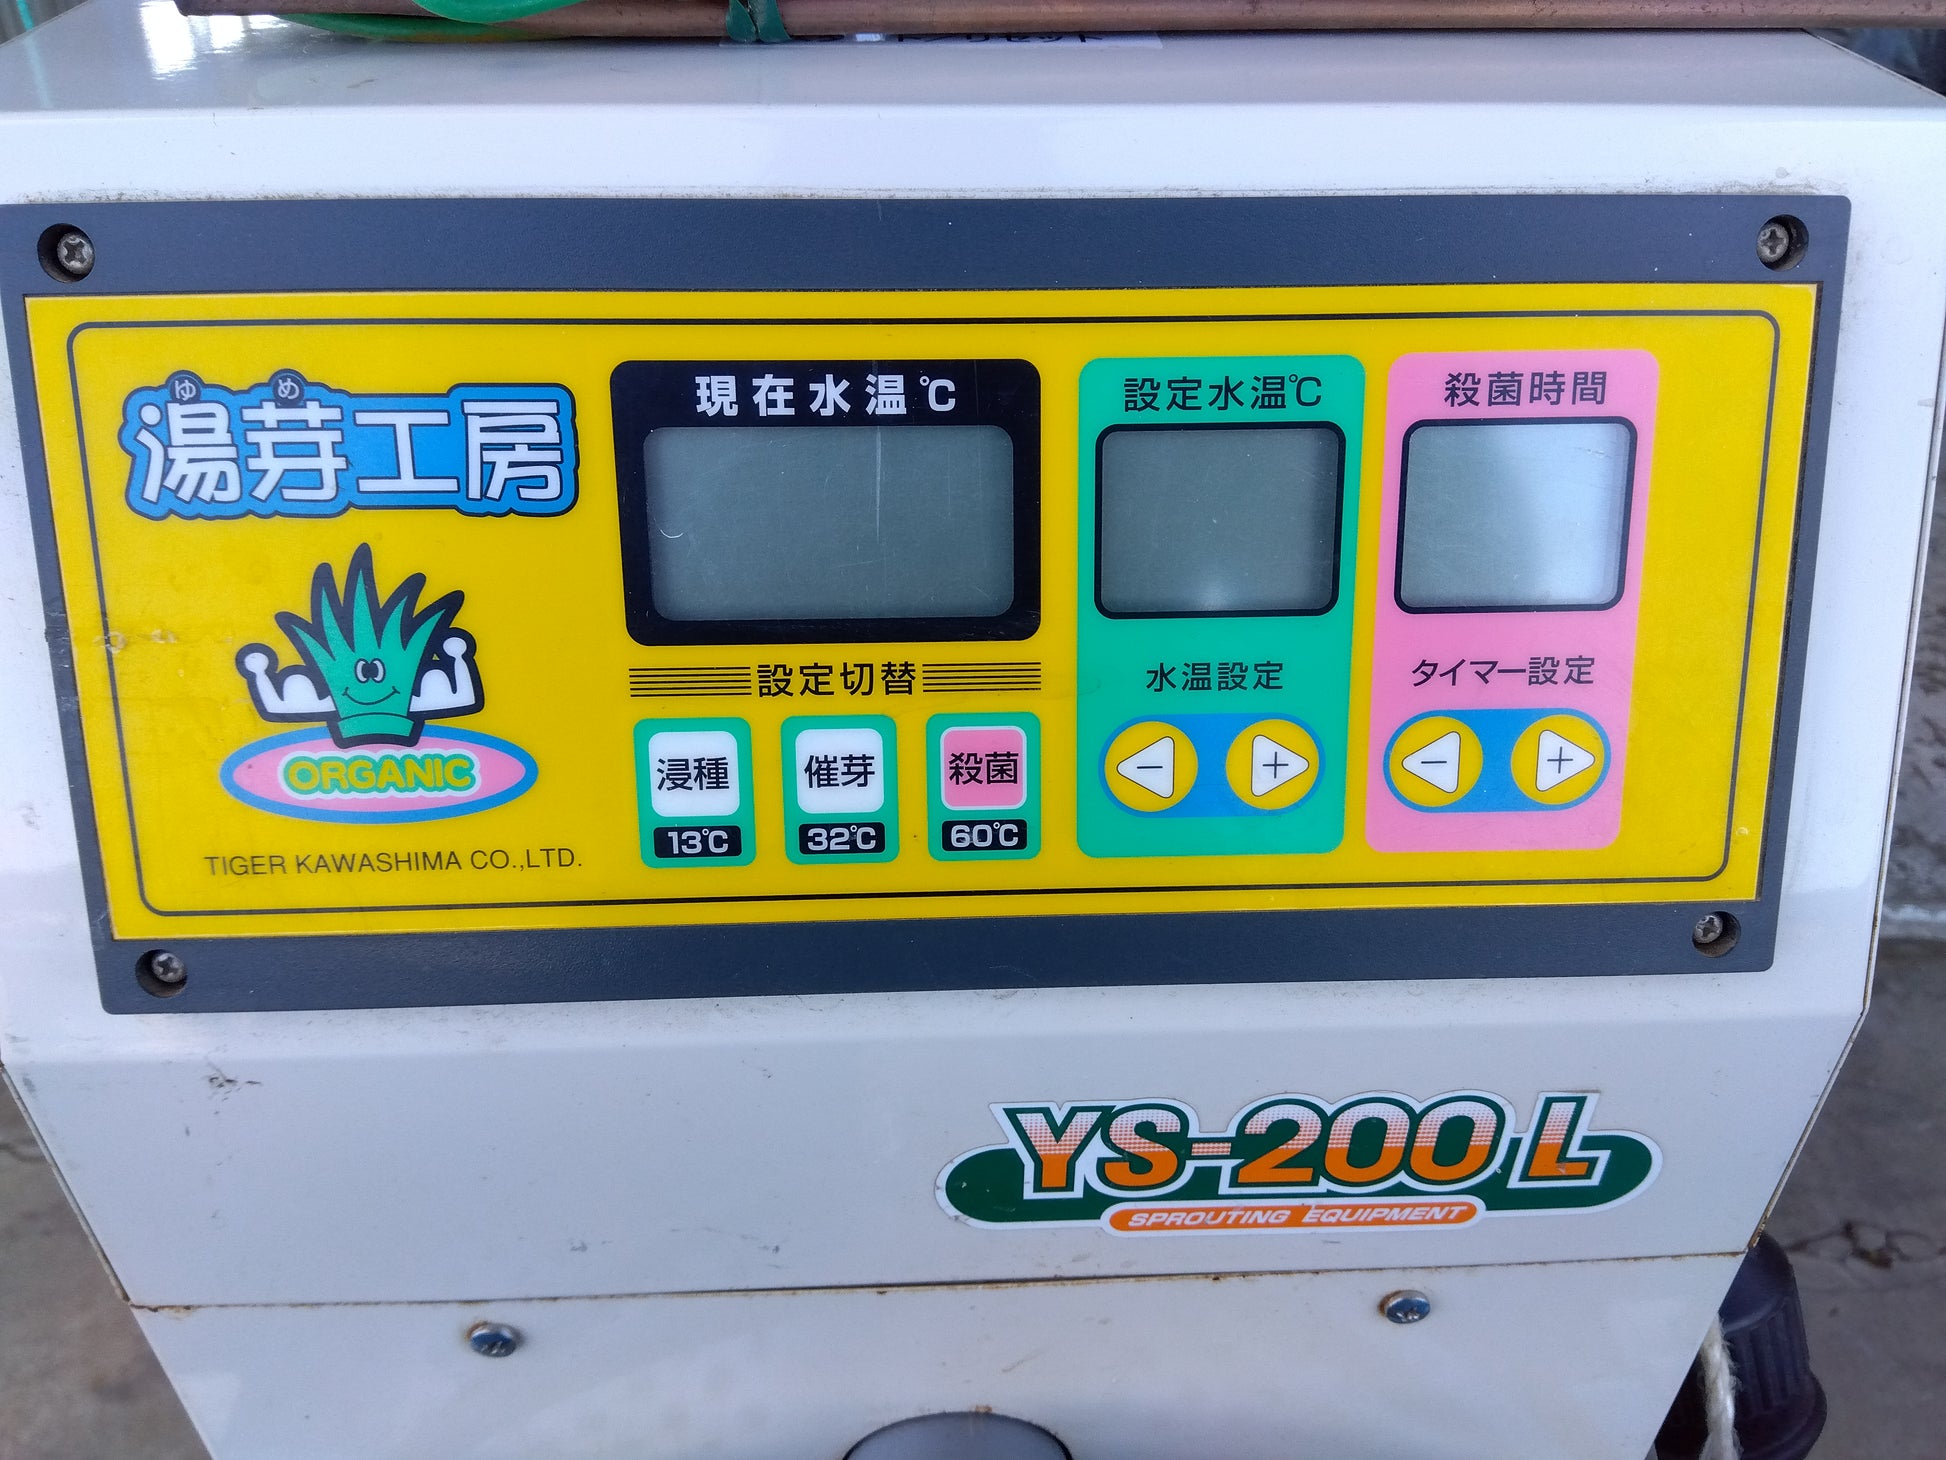 ゆ め
湯芽工房
ORGANIC
TIGER KAWASHIMA CO.,LTD.
現在水温℃
設定切替
浸種 催芽 殺菌
13℃ 32℃ 60℃
設定水温℃
水温設定
− +
殺菌時間
タイマー設定
− +
YS-200L
SPROUTING EQUIPMENT